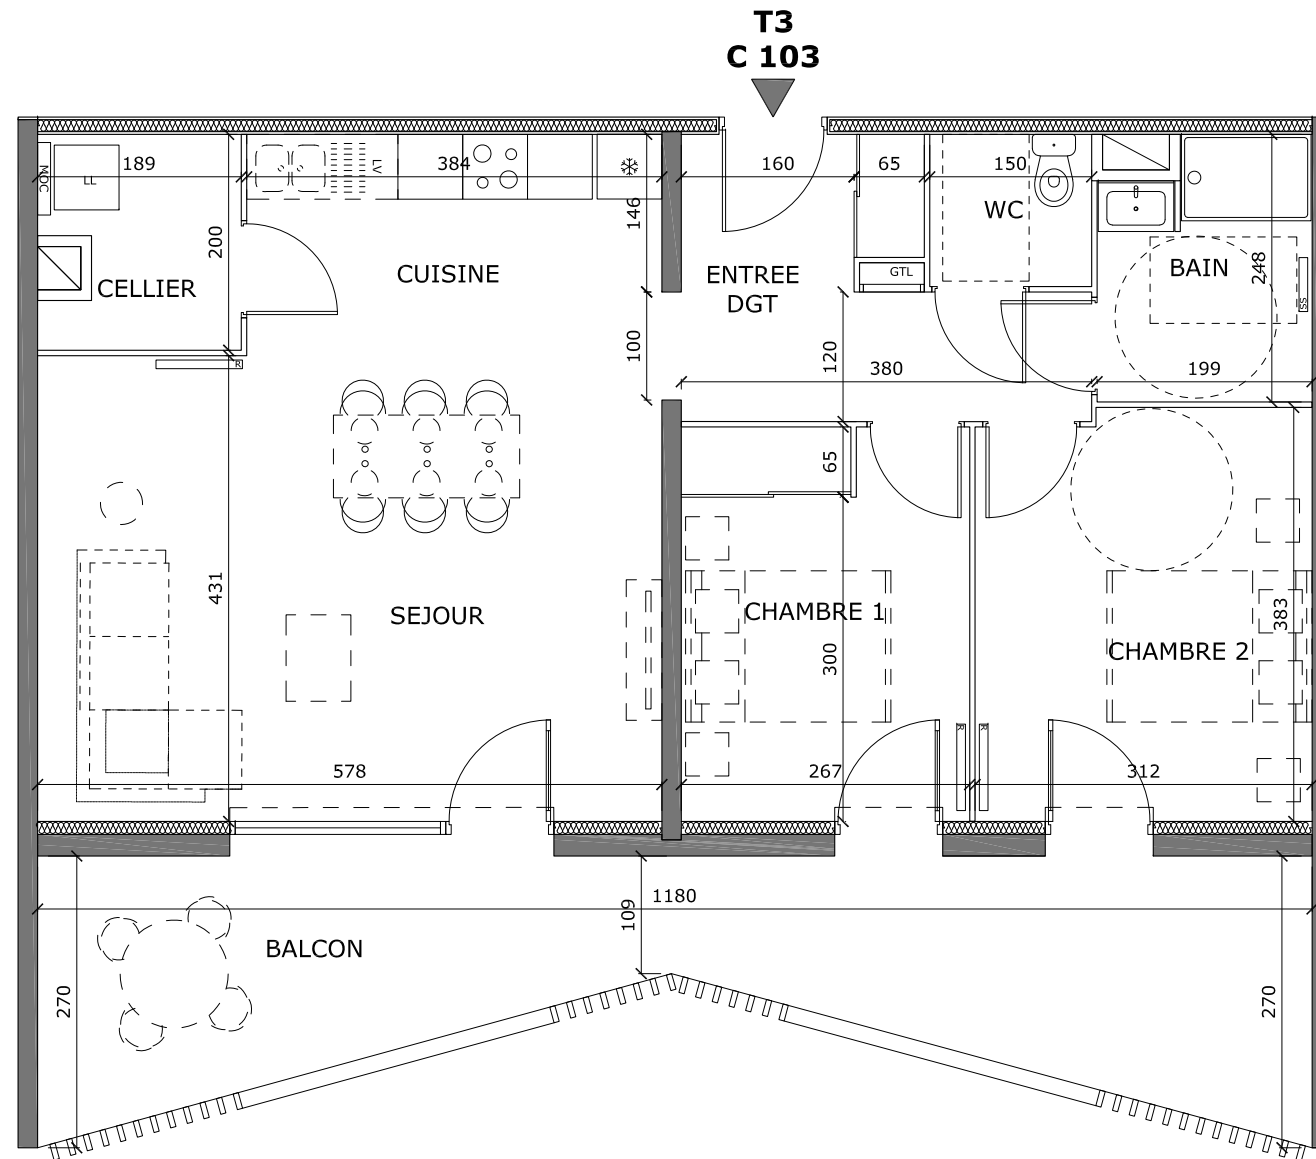 T3
C 103
189
384
160
65
150
MOC
LL
LV
146
WC
200
CELLIER
CUISINE
ENTREE
DGT
GTL
BAIN
248
SS
R
100
120
380
199
65
431
SEJOUR
CHAMBRE 1
300
CHAMBRE 2
383
R
R
578
267
312
1180
109
BALCON
270
270